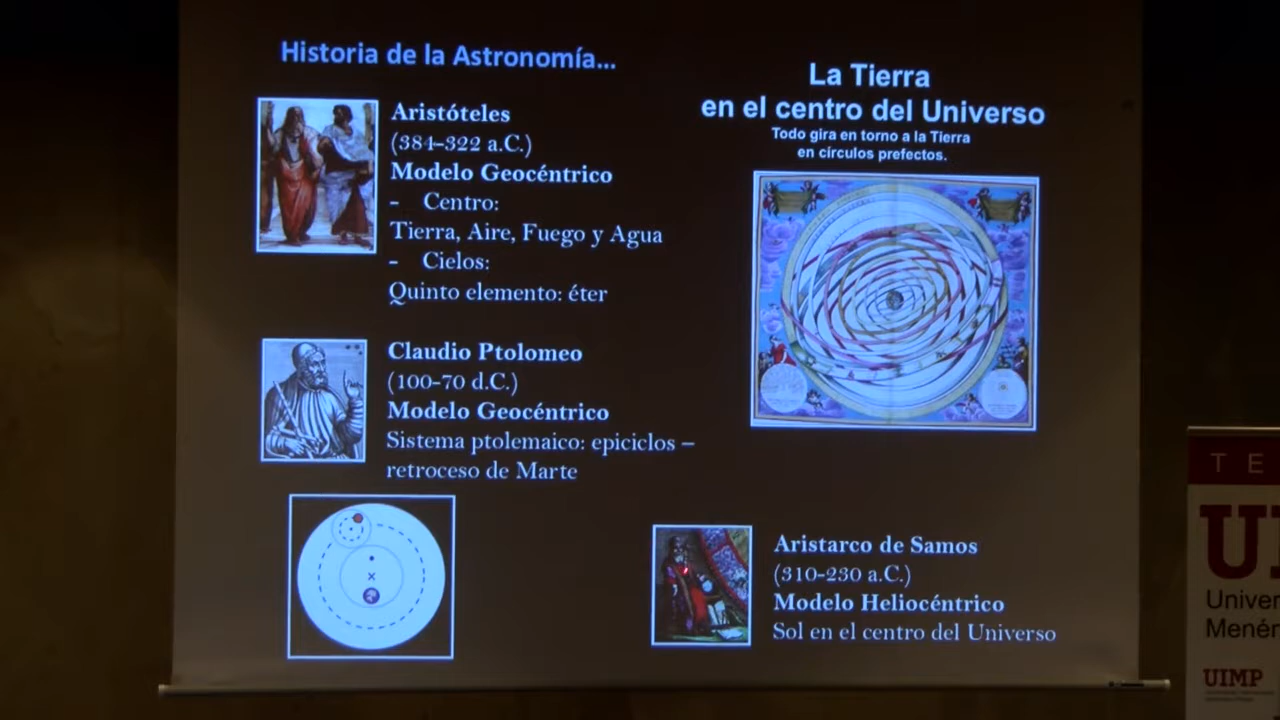 Historia de la Astronomía...
Aristóteles
(384–322 a.C.)
Modelo Geocéntrico
- Centro:
Tierra, Aire, Fuego y Agua
- Cielos:
Quinto elemento: éter
Claudio Ptolomeo
(100-70 d.C.)
Modelo Geocéntrico
Sistema ptolemaico: epiciclos –
retroceso de Marte
La Tierra
en el centro del Universo
Todo gira en torno a la Tierra
en círculos prefectos.
Aristarco de Samos
(310-230 a.C.)
Modelo Heliocéntrico
Sol en el centro del Universo
T E
U
Univer
Menén
UIMP